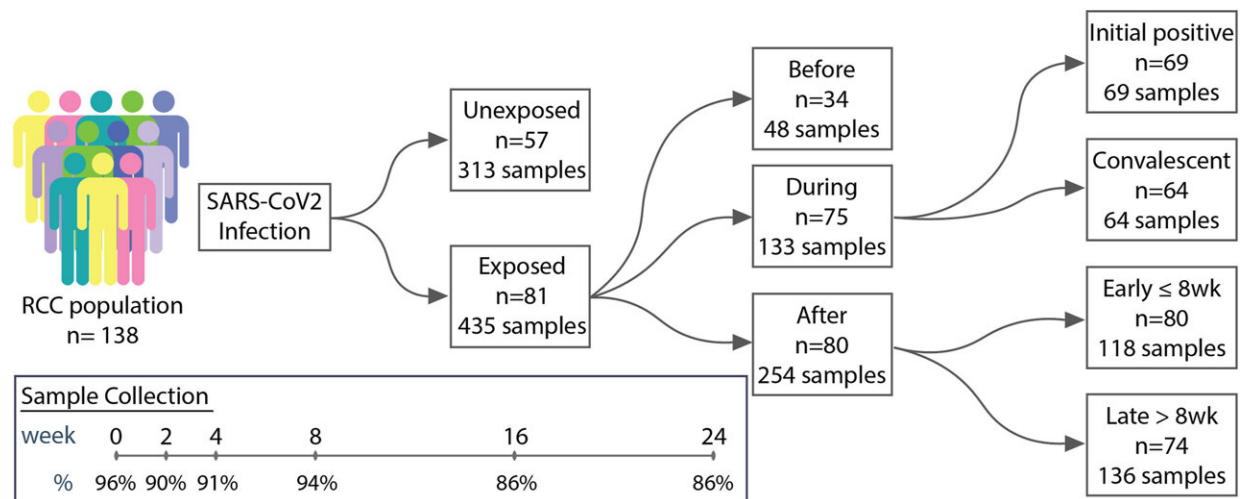 RCC population
n= 138
SARS-CoV2
Infection
Unexposed
n=57
313 samples
Exposed
n=81
435 samples
Before
n=34
48 samples
During
n=75
133 samples
After
n=80
254 samples
Initial positive
n=69
69 samples
Convalescent
n=64
64 samples
Early ≤ 8wk
n=80
118 samples
Late > 8wk
n=74
136 samples
Sample Collection
week 0 2 4 8 16 24
% 96% 90% 91% 94% 86% 86%